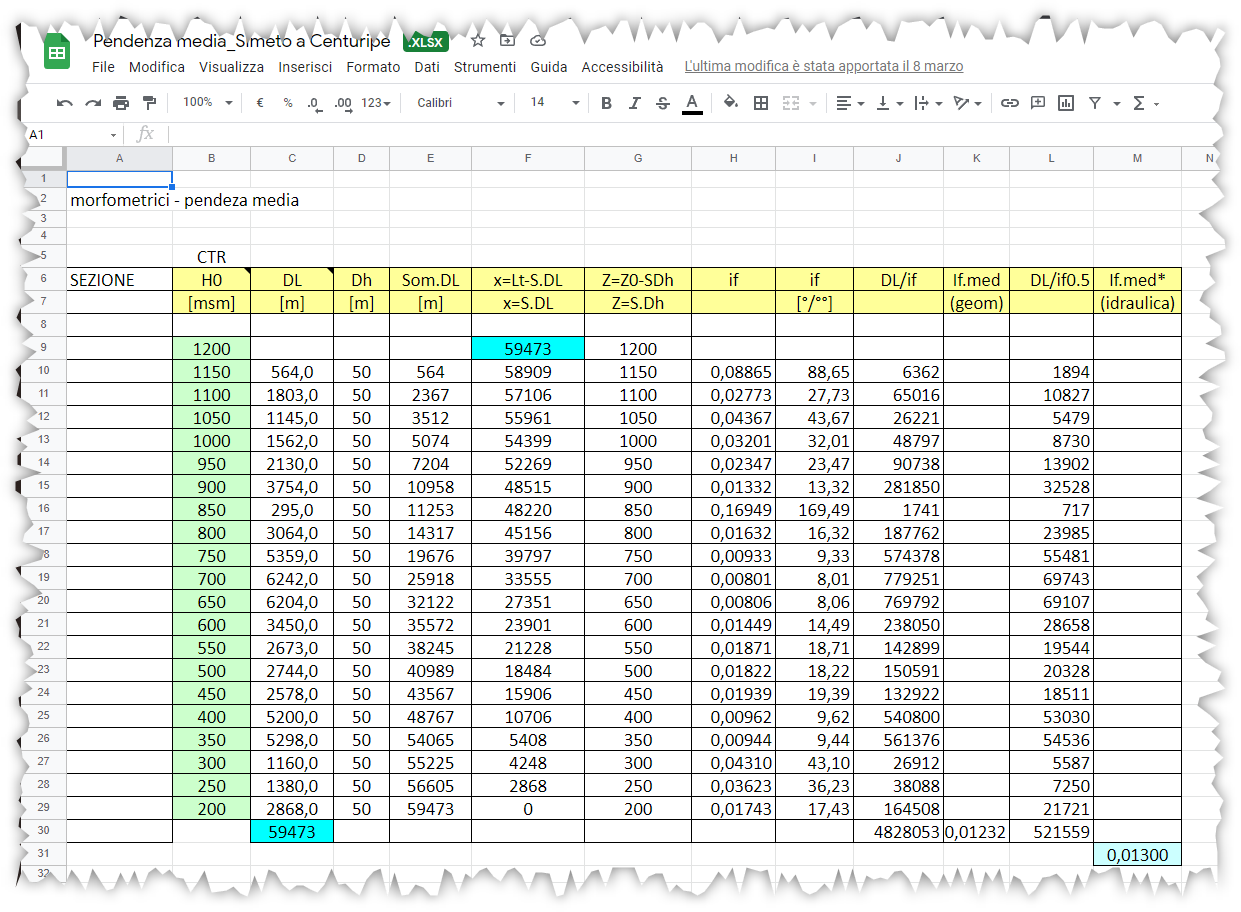 Pendenza media_Simeto a Centuripe .XLSX
File Modifica Visualizza Inserisci Formato Dati Strumenti Guida Accessibilità L'ultima modifica è stata apportata il 8 marzo
100% € % .0 .00 123 Calibri 14 B I S A Σ
A1 fx
A B C D E F G H I J K L M N
1
2 morfometrici - pendeza media
3
4
5 CTR
6 SEZIONE H0 DL Dh Som.DL x=Lt-S.DL Z=Z0-SDh if if DL/if If.med DL/if0.5 If.med*
7 [msm] [m] [m] [m] x=S.DL Z=S.Dh [°/°°] (geom) (idraulica)
8
9 1200 59473 1200
10 1150 564,0 50 564 58909 1150 0,08865 88,65 6362 1894
11 1100 1803,0 50 2367 57106 1100 0,02773 27,73 65016 10827
12 1050 1145,0 50 3512 55961 1050 0,04367 43,67 26221 5479
13 1000 1562,0 50 5074 54399 1000 0,03201 32,01 48797 8730
14 950 2130,0 50 7204 52269 950 0,02347 23,47 90738 13902
15 900 3754,0 50 10958 48515 900 0,01332 13,32 281850 32528
16 850 295,0 50 11253 48220 850 0,16949 169,49 1741 717
17 800 3064,0 50 14317 45156 800 0,01632 16,32 187762 23985
18 750 5359,0 50 19676 39797 750 0,00933 9,33 574378 55481
19 700 6242,0 50 25918 33555 700 0,00801 8,01 779251 69743
20 650 6204,0 50 32122 27351 650 0,00806 8,06 769792 69107
21 600 3450,0 50 35572 23901 600 0,01449 14,49 238050 28658
22 550 2673,0 50 38245 21228 550 0,01871 18,71 142899 19544
23 500 2744,0 50 40989 18484 500 0,01822 18,22 150591 20328
24 450 2578,0 50 43567 15906 450 0,01939 19,39 132922 18511
25 400 5200,0 50 48767 10706 400 0,00962 9,62 540800 53030
26 350 5298,0 50 54065 5408 350 0,00944 9,44 561376 54536
27 300 1160,0 50 55225 4248 300 0,04310 43,10 26912 5587
28 250 1380,0 50 56605 2868 250 0,03623 36,23 38088 7250
29 200 2868,0 50 59473 0 200 0,01743 17,43 164508 21721
30 59473 4828053 0,01232 521559
31 0,01300
32